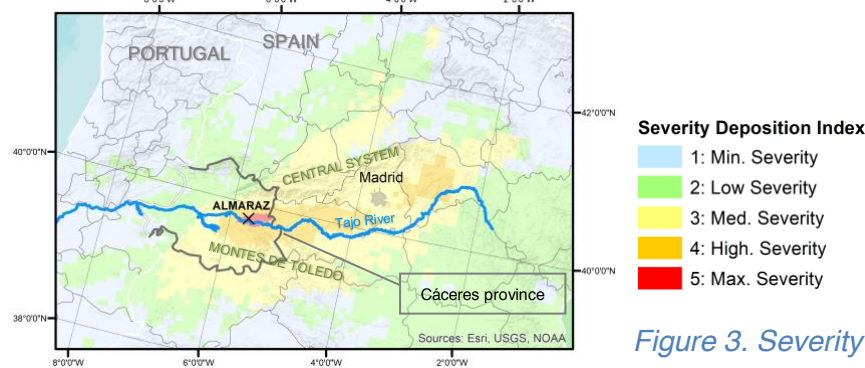 PORTUGAL
SPAIN
42°0'0"N
40°0'0"N
CENTRAL SYSTEM
Madrid
ALMARAZ
Tajo River
MONTES DE TOLEDO
40°0'0"N
Cáceres province
38°0'0"N
Sources: Esri, USGS, NOAA
8°0'0"W
6°0'0"W
4°0'0"W
2°0'0"W
Severity Deposition Index
1: Min. Severity
2: Low Severity
3: Med. Severity
4: High. Severity
5: Max. Severity
Figure 3. Severity